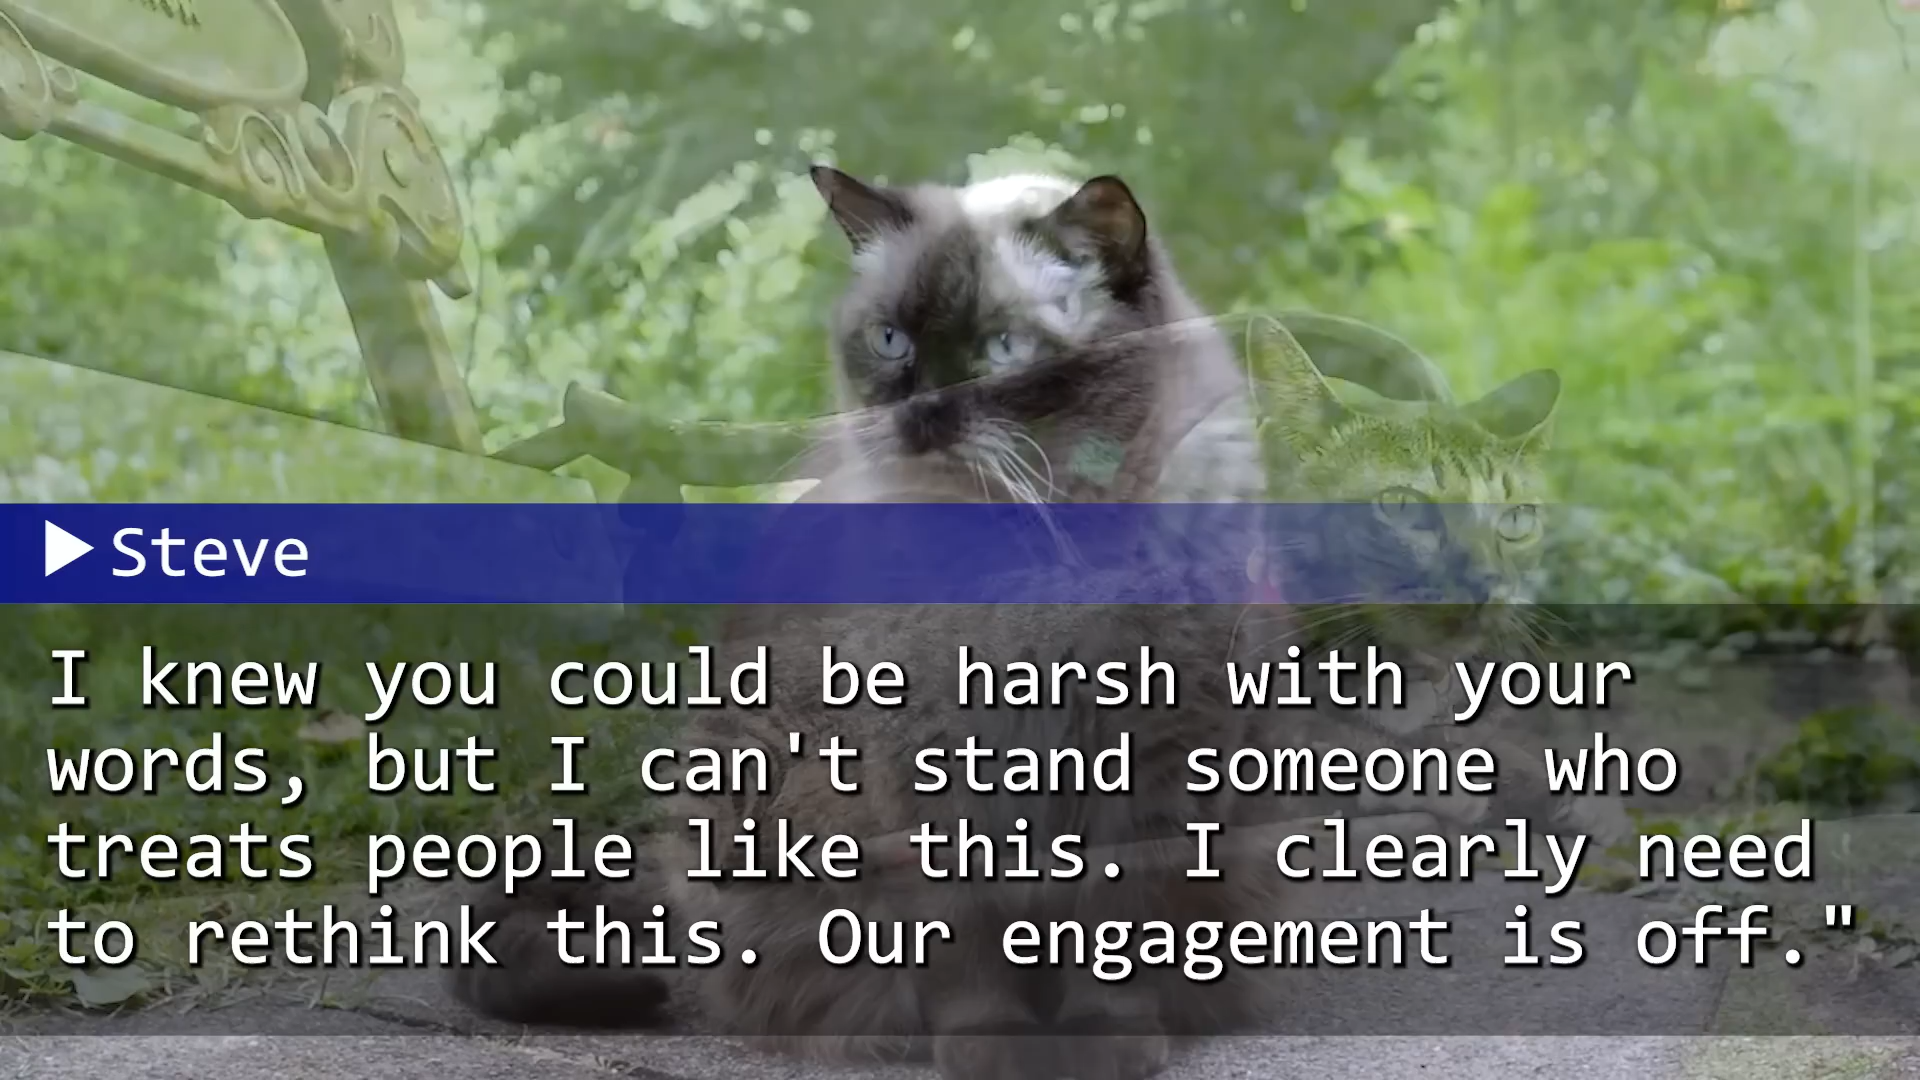 Steve
I knew you could be harsh with your
words, but I can't stand someone who
treats people like this. I clearly need
to rethink this. Our engagement is off."